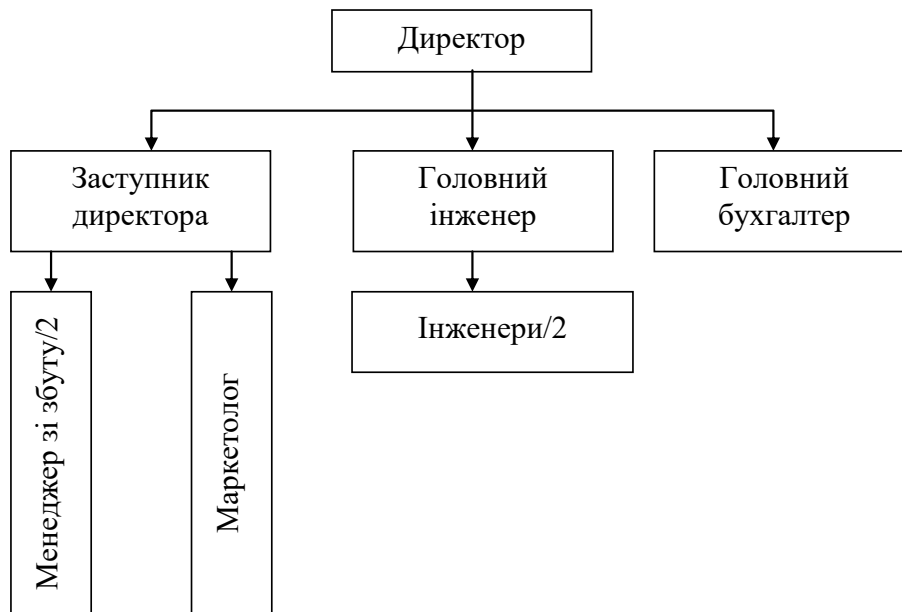 Директор
Заступник
директора
Головний
інженер
Головний
бухгалтер
Менеджер зі збуту/2
Маркетолог
Інженери/2